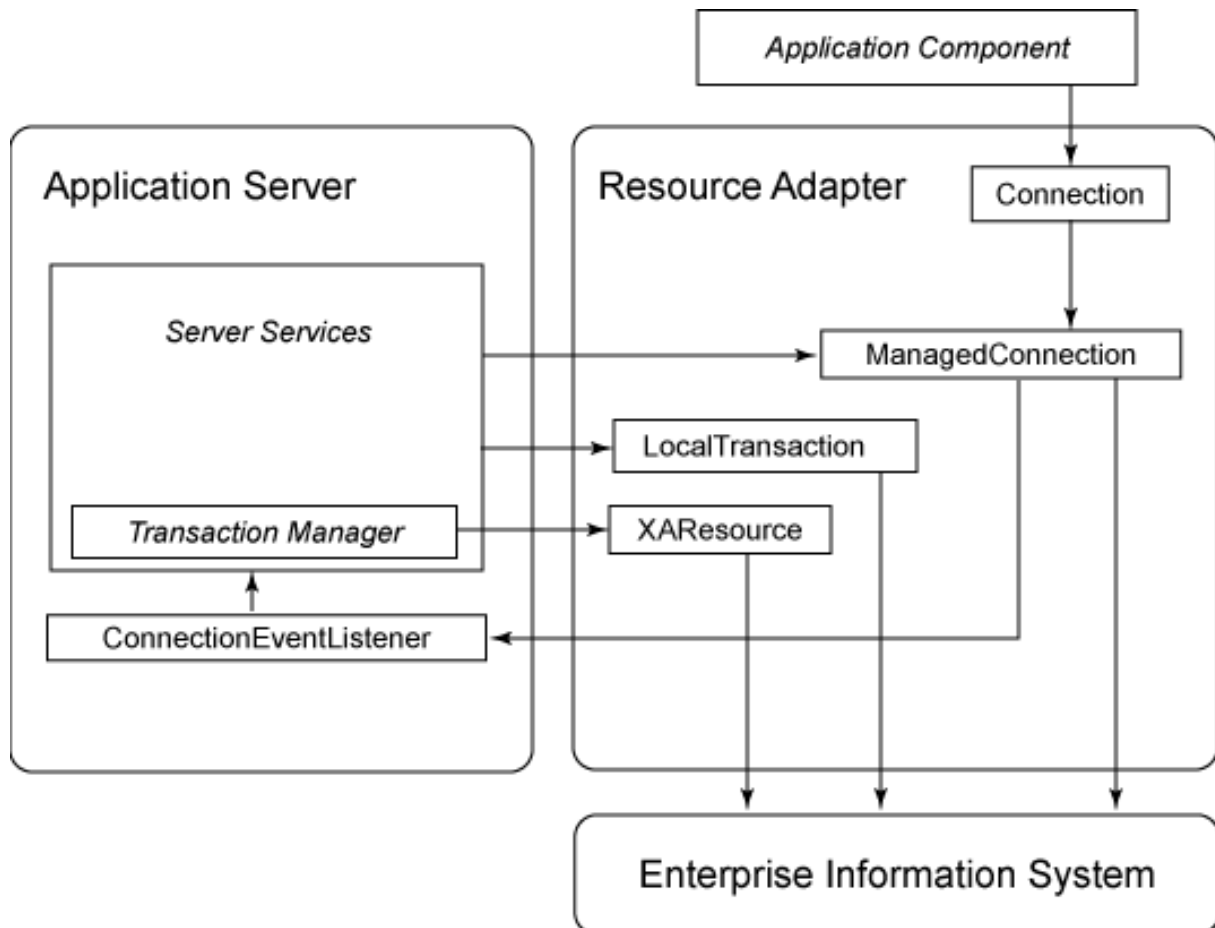 Application Component
Application Server
Resource Adapter
Connection
Server Services
ManagedConnection
LocalTransaction
Transaction Manager
XAResource
ConnectionEventListener
Enterprise Information System